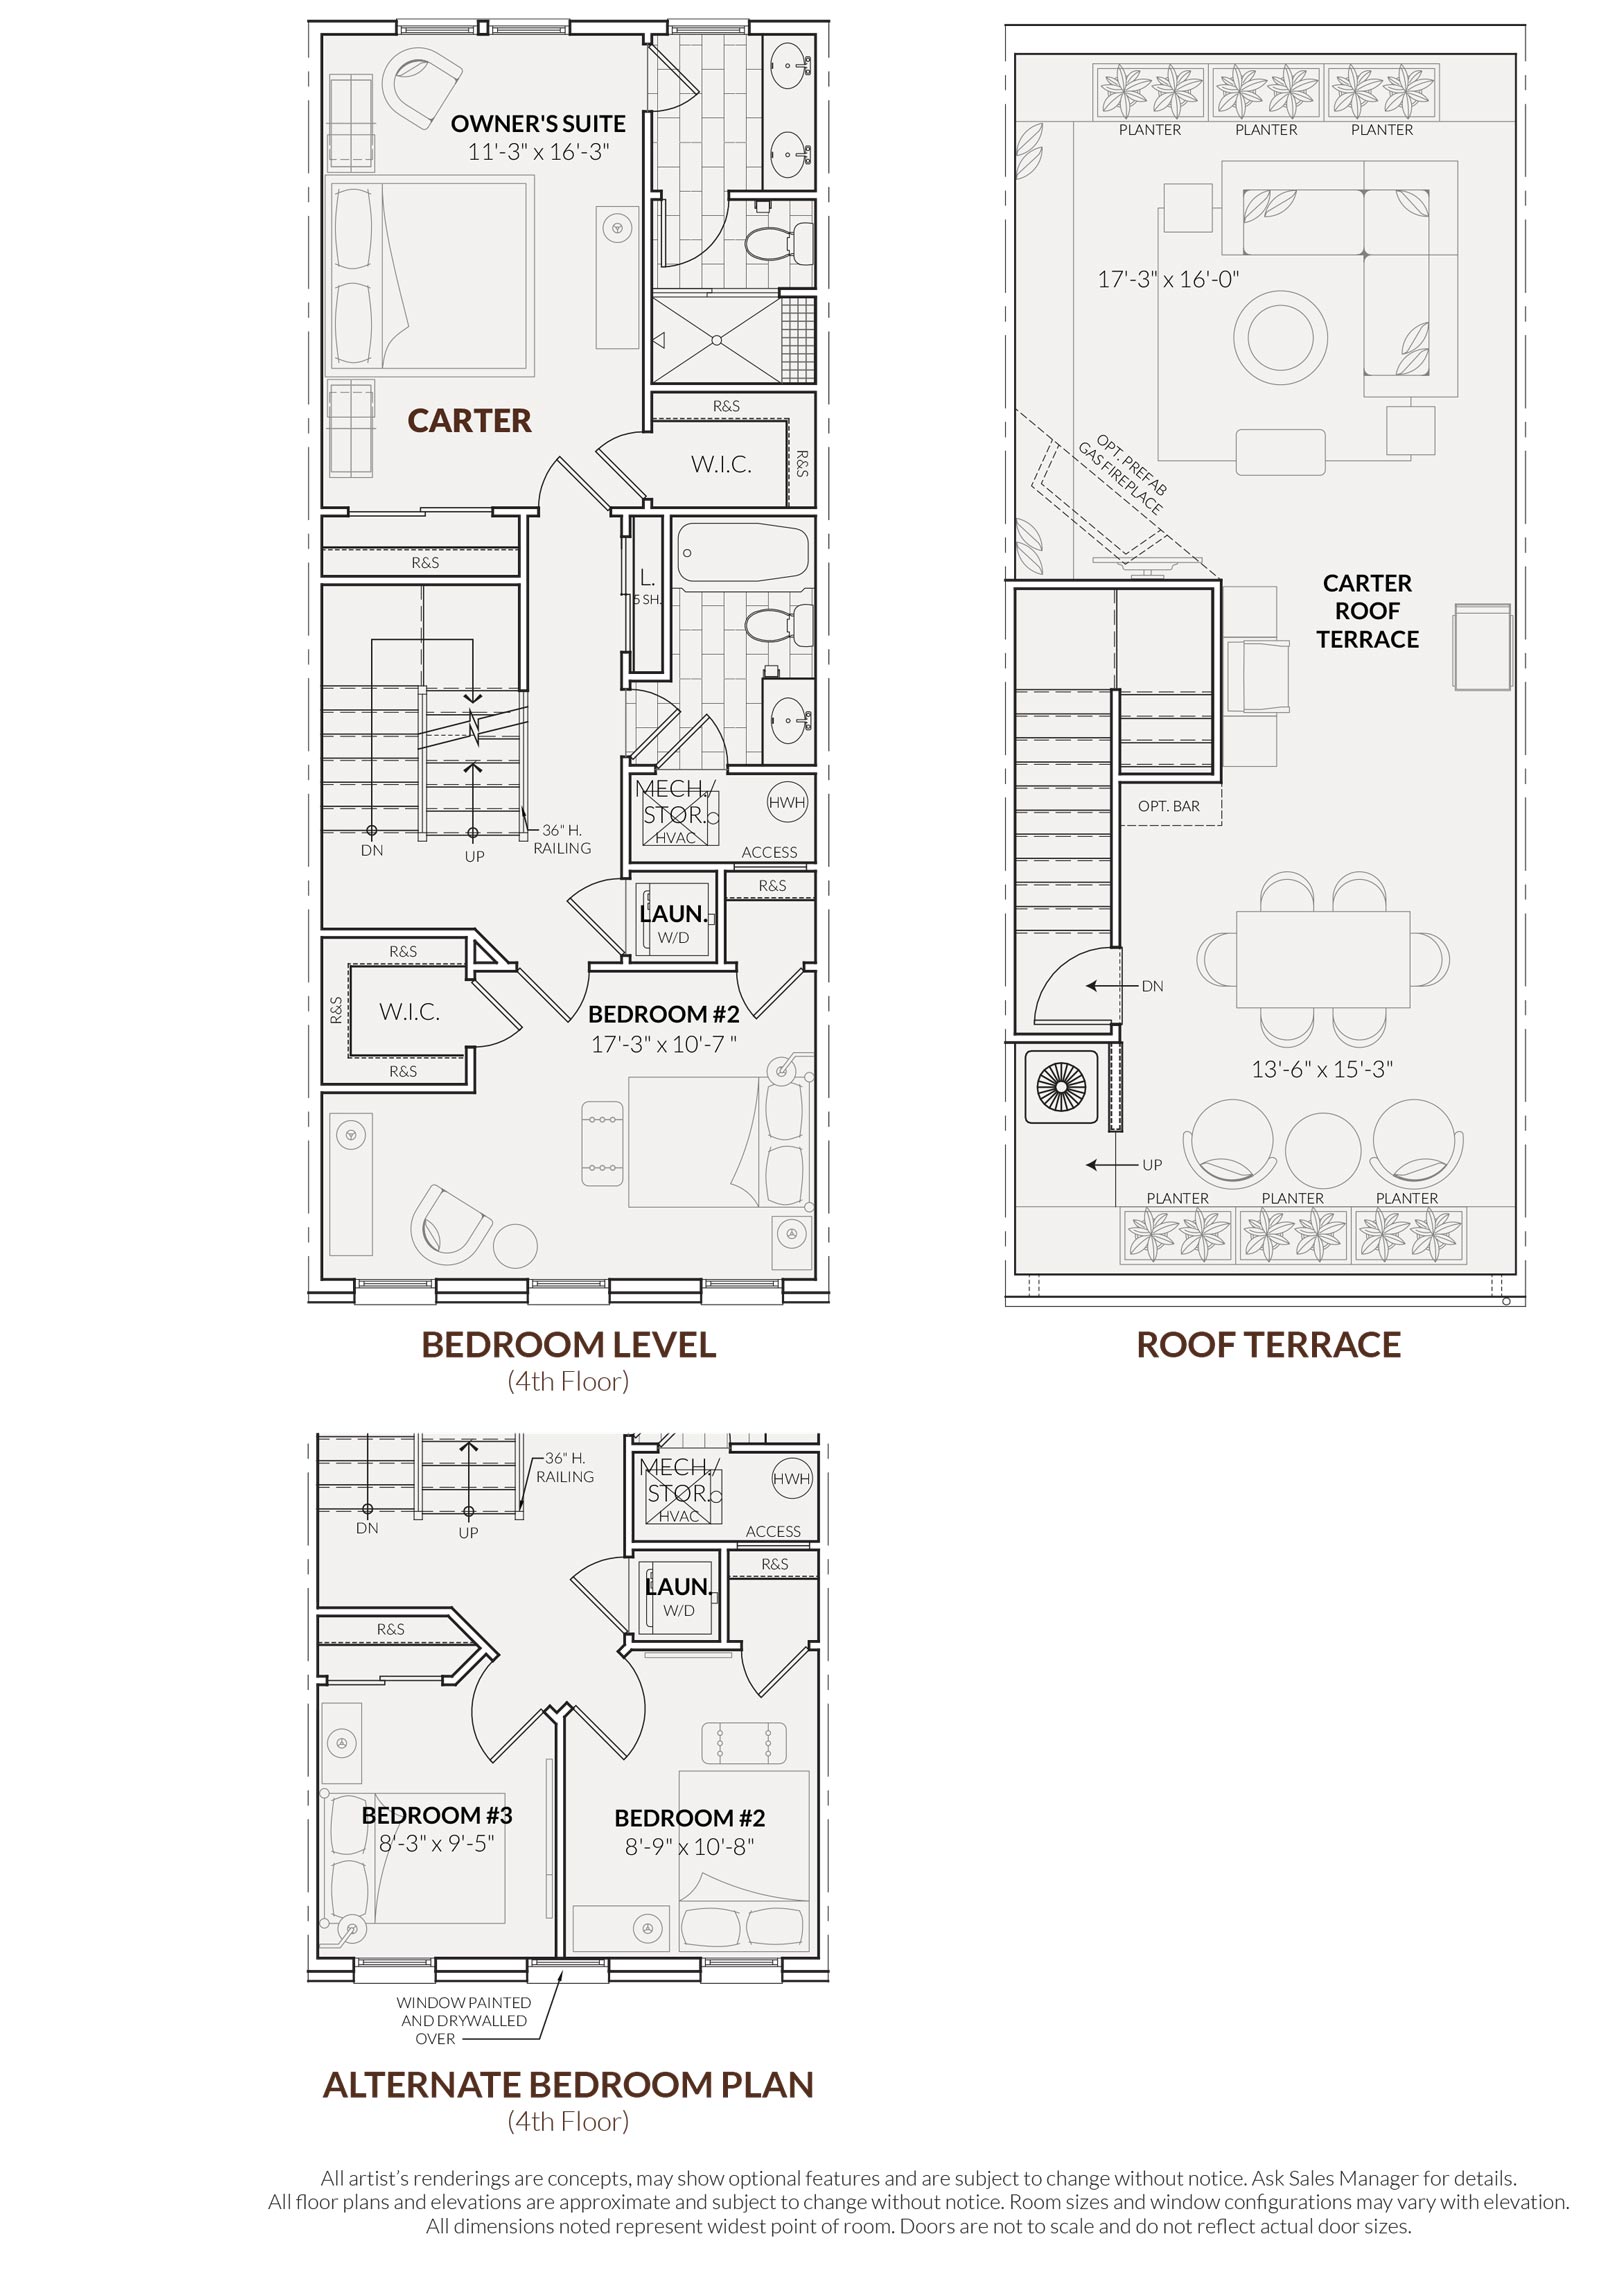 OWNER'S SUITE
11'-3" x 16'-3"
CARTER
R&S
W.I.C.
R&S
R&S
L.
5 SH.
MECH./
STOR.
HVAC
HWH
ACCESS
36" H.
RAILING
DN
UP
R&S
LAUN.
W/D
R&S
R&S
W.I.C.
R&S
BEDROOM #2
17'-3" x 10'-7 "
BEDROOM LEVEL
(4th Floor)
PLANTER
PLANTER
PLANTER
17'-3" x 16'-0"
OPT. PREFAB
GAS FIREPLACE
CARTER
ROOF
TERRACE
OPT. BAR
DN
13'-6" x 15'-3"
UP
PLANTER
PLANTER
PLANTER
ROOF TERRACE
36" H.
RAILING
DN
UP
MECH./
STOR.
HVAC
HWH
ACCESS
R&S
LAUN.
W/D
R&S
BEDROOM #3
8'-3" x 9'-5"
BEDROOM #2
8'-9" x 10'-8"
WINDOW PAINTED
AND DRYWALLED
OVER
ALTERNATE BEDROOM PLAN
(4th Floor)
All artist’s renderings are concepts, may show optional features and are subject to change without notice. Ask Sales Manager for details.
All floor plans and elevations are approximate and subject to change without notice. Room sizes and window configurations may vary with elevation.
All dimensions noted represent widest point of room. Doors are not to scale and do not reflect actual door sizes.